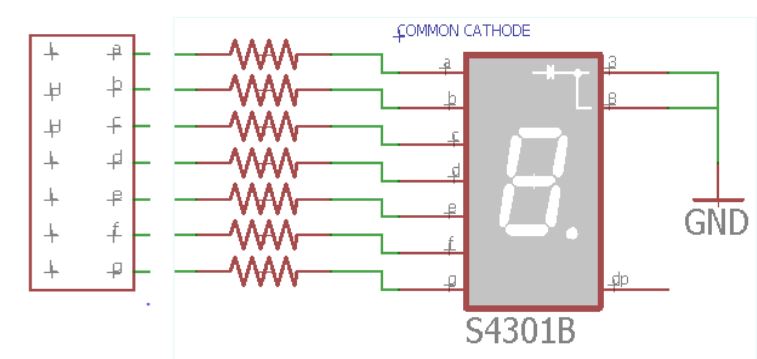 COMMON CATHODE
L a
H b
H c
L d
L e
L f
L g
a
b
c
d
e
f
g
3
8
dp
GND
S4301B